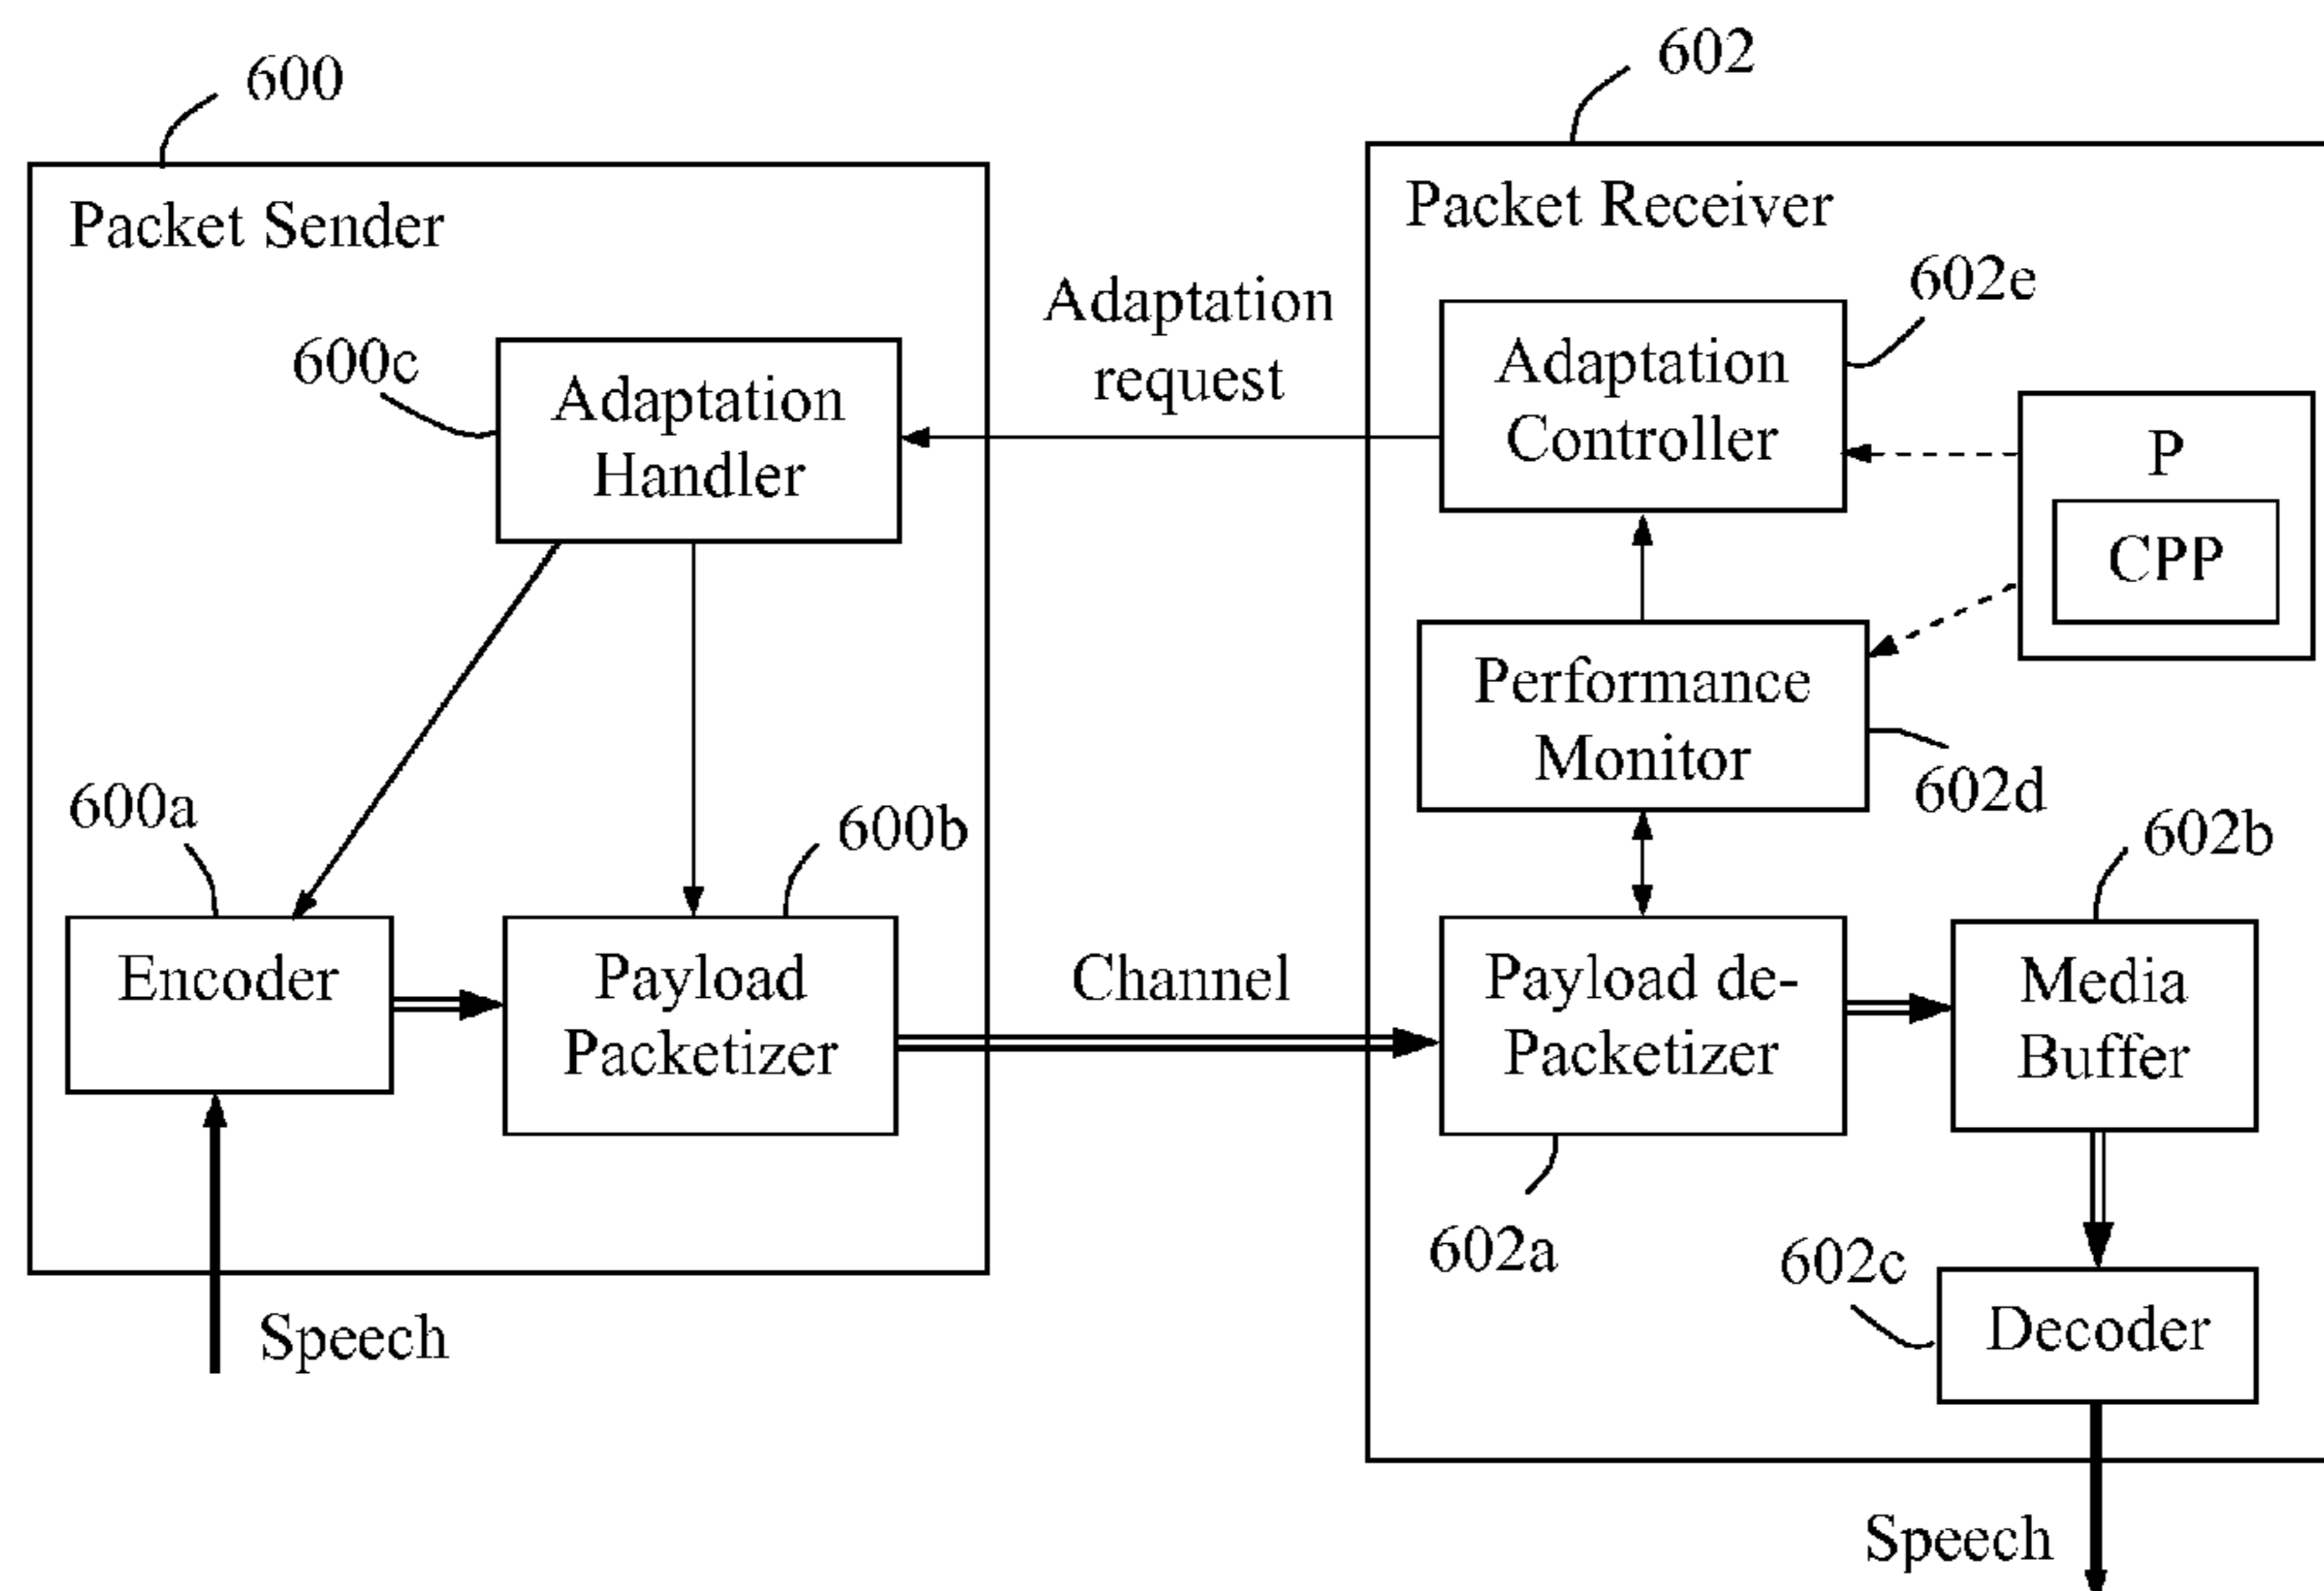 600
602
Packet Sender
Packet Receiver
602e
Adaptation
request
600c
Adaptation
Handler
Adaptation
Controller
P
CPP
Performance
Monitor
602d
600a
600b
602b
Encoder
Payload
Packetizer
Channel
Payload de-
Packetizer
Media
Buffer
602a
602c
Decoder
Speech
Speech